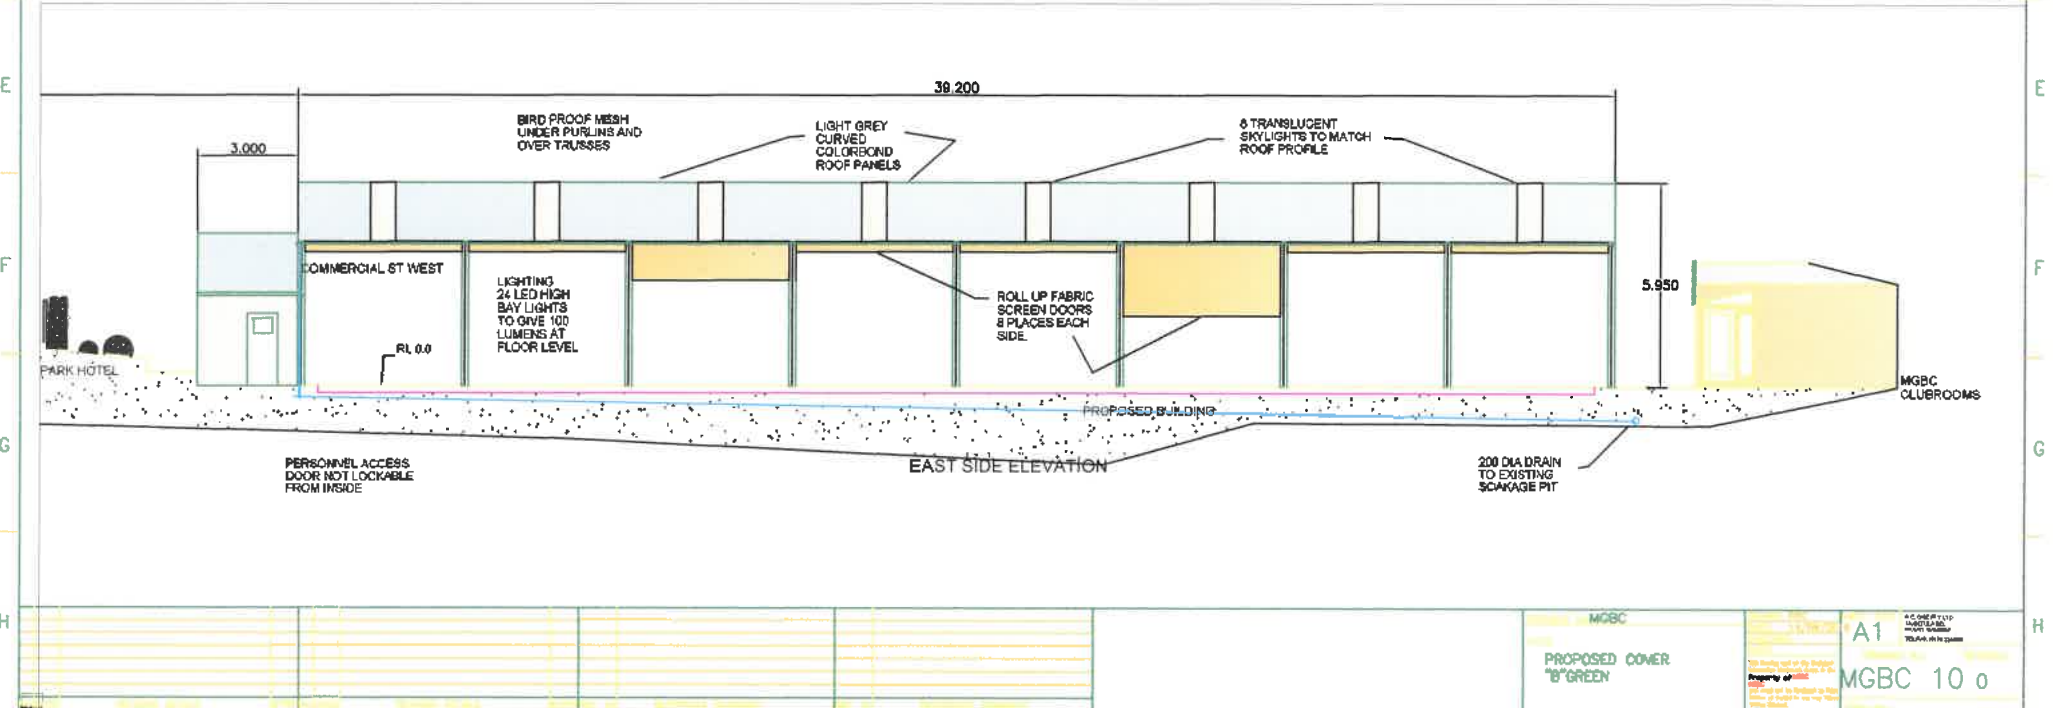 E
E
39.200
BIRD PROOF MESH
UNDER PURLINS AND
OVER TRUSSES
LIGHT GREY
CURVED
COLORBOND
ROOF PANELS
8 TRANSLUCENT
SKYLIGHTS TO MATCH
ROOF PROFILE
3.000
F
F
COMMERCIAL ST WEST
LIGHTING
24 LED HIGH
BAY LIGHTS
TO GIVE 100
LUMENS AT
FLOOR LEVEL
ROLL UP FABRIC
SCREEN DOORS
8 PLACES EACH
SIDE.
5.950
RL 0.0
PARK HOTEL
MGBC
CLUBROOMS
PROPOSED BUILDING
G
G
PERSONNEL ACCESS
DOOR NOT LOCKABLE
FROM INSIDE
EAST SIDE ELEVATION
200 DIA DRAIN
TO EXISTING
SOAKAGE PIT
H
H
MGBC
PROPOSED COVER
"B"GREEN
Property of
A1
MGBC 10 0